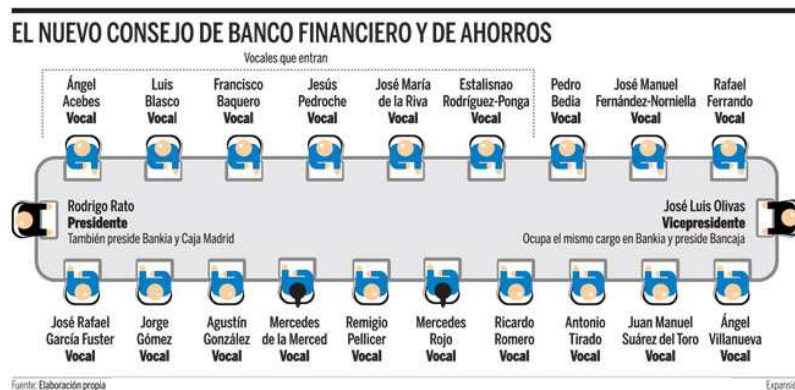 EL NUEVO CONSEJO DE BANCO FINANCIERO Y DE AHORROS
Vocales que entran
Ángel
Acebes
Vocal
Luis
Blasco
Vocal
Francisco
Baquero
Vocal
Jesús
Pedroche
Vocal
José María
de la Riva
Vocal
Estalisnao
Rodríguez-Ponga
Vocal
Pedro
Bedia
Vocal
José Manuel
Fernández-Norniella
Vocal
Rafael
Ferrando
Vocal
Rodrigo Rato
Presidente
También preside Bankia y Caja Madrid
José Luis Olivas
Vicepresidente
Ocupa el mismo cargo en Bankia y preside Bancaja
José Rafael
García Fuster
Vocal
Jorge
Gómez
Vocal
Agustín
González
Vocal
Mercedes
de la Merced
Vocal
Remigio
Pellicer
Vocal
Mercedes
Rojo
Vocal
Ricardo
Romero
Vocal
Antonio
Tirado
Vocal
Juan Manuel
Suárez del Toro
Vocal
Ángel
Villanueva
Vocal
Fuente: Elaboración propia
Expansió